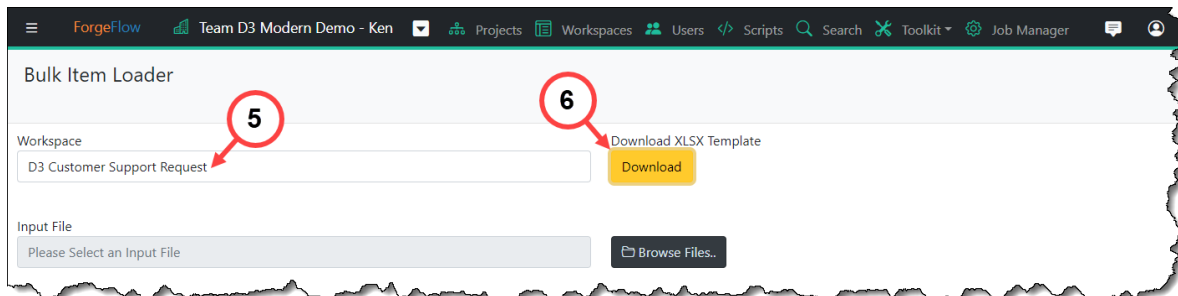 ForgeFlow Team D3 Modern Demo - Ken Projects Workspaces Users Scripts Search Toolkit Job Manager
Bulk Item Loader
5
6
Workspace
Download XLSX Template
D3 Customer Support Request
Download
Input File
Please Select an Input File
Browse Files..